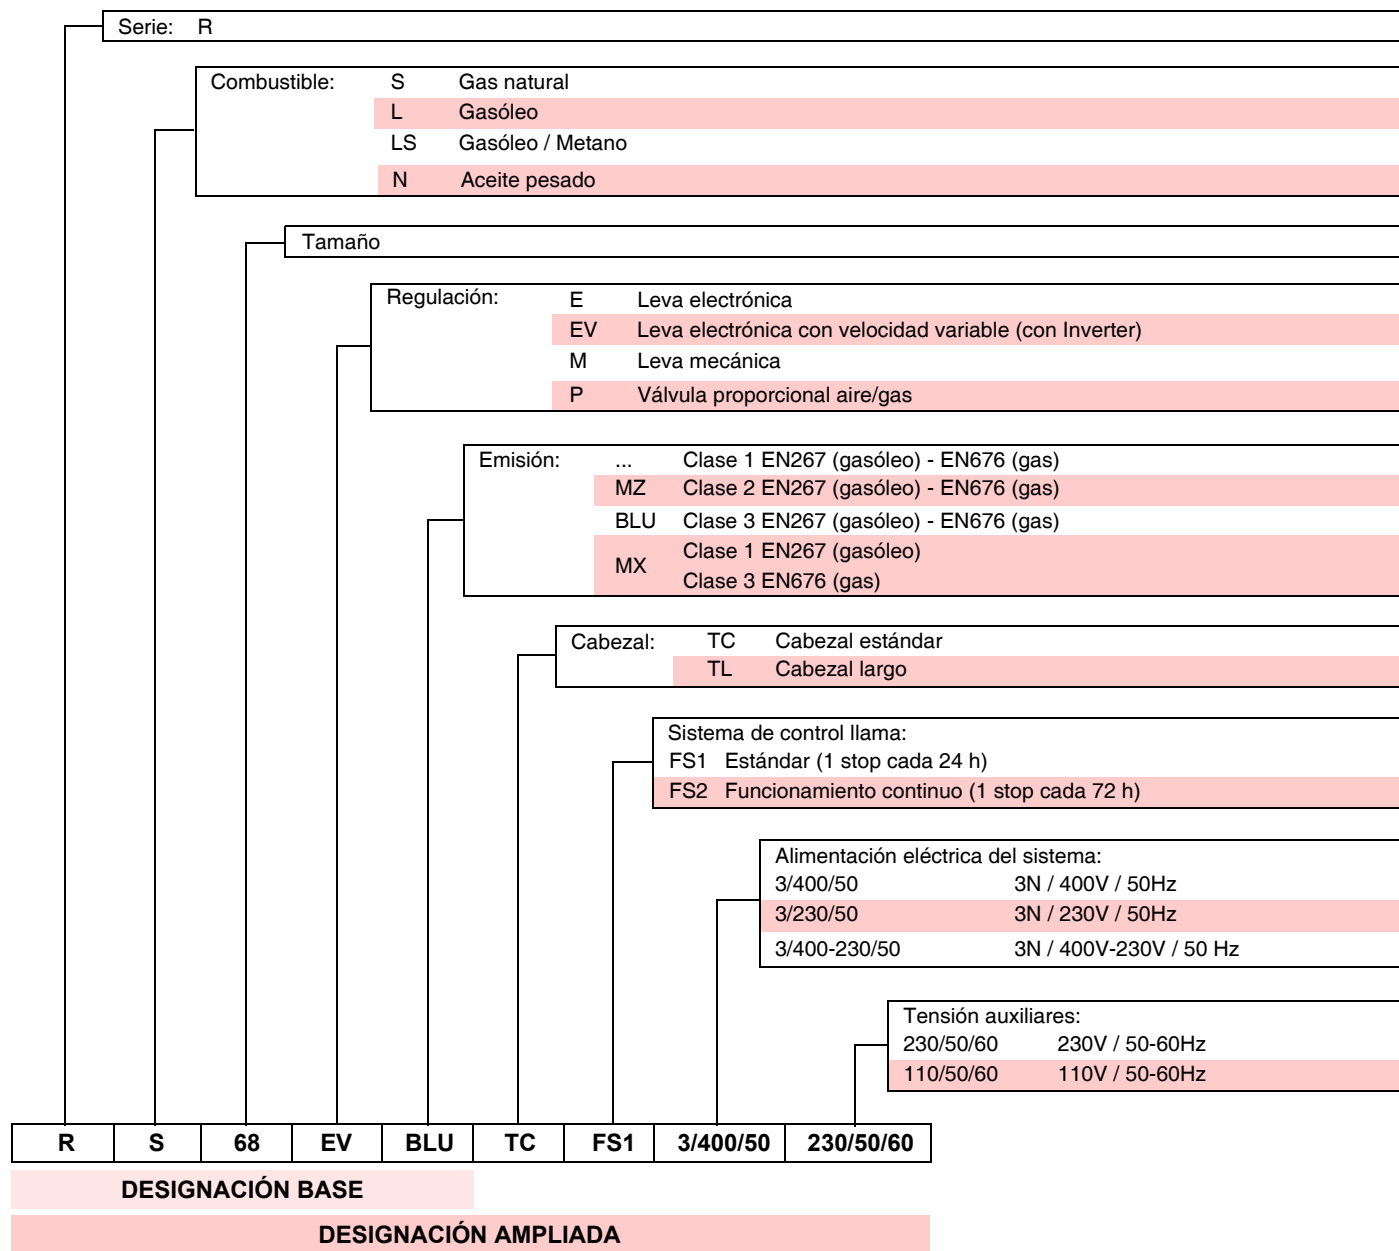 Serie: R
Combustible: S Gas natural
L Gasóleo
LS Gasóleo / Metano
N Aceite pesado
Tamaño
Regulación: E Leva electrónica
EV Leva electrónica con velocidad variable (con Inverter)
M Leva mecánica
P Válvula proporcional aire/gas
Emisión: ... Clase 1 EN267 (gasóleo) - EN676 (gas)
MZ Clase 2 EN267 (gasóleo) - EN676 (gas)
BLU Clase 3 EN267 (gasóleo) - EN676 (gas)
MX Clase 1 EN267 (gasóleo)
Clase 3 EN676 (gas)
Cabezal: TC Cabezal estándar
TL Cabezal largo
Sistema de control llama:
FS1 Estándar (1 stop cada 24 h)
FS2 Funcionamiento continuo (1 stop cada 72 h)
Alimentación eléctrica del sistema:
3/400/50 3N / 400V / 50Hz
3/230/50 3N / 230V / 50Hz
3/400-230/50 3N / 400V-230V / 50 Hz
Tensión auxiliares:
230/50/60 230V / 50-60Hz
110/50/60 110V / 50-60Hz
R S 68 EV BLU TC FS1 3/400/50 230/50/60
DESIGNACIÓN BASE
DESIGNACIÓN AMPLIADA